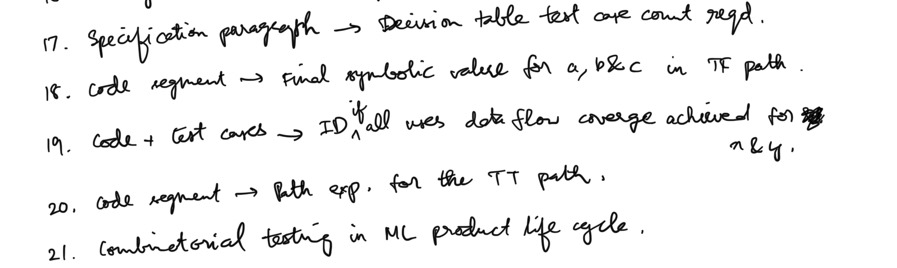 17. Specification paragraph → Decision table test case count reqd.
18. code segment → Final symbolic value for a, b & c in TF path.
19. code + test cases → ID if all uses data flow coverage achieved for
x & y.
20. code segment → Path exp. for the TT path.
21. Combinatorial testing in ML product life cycle.